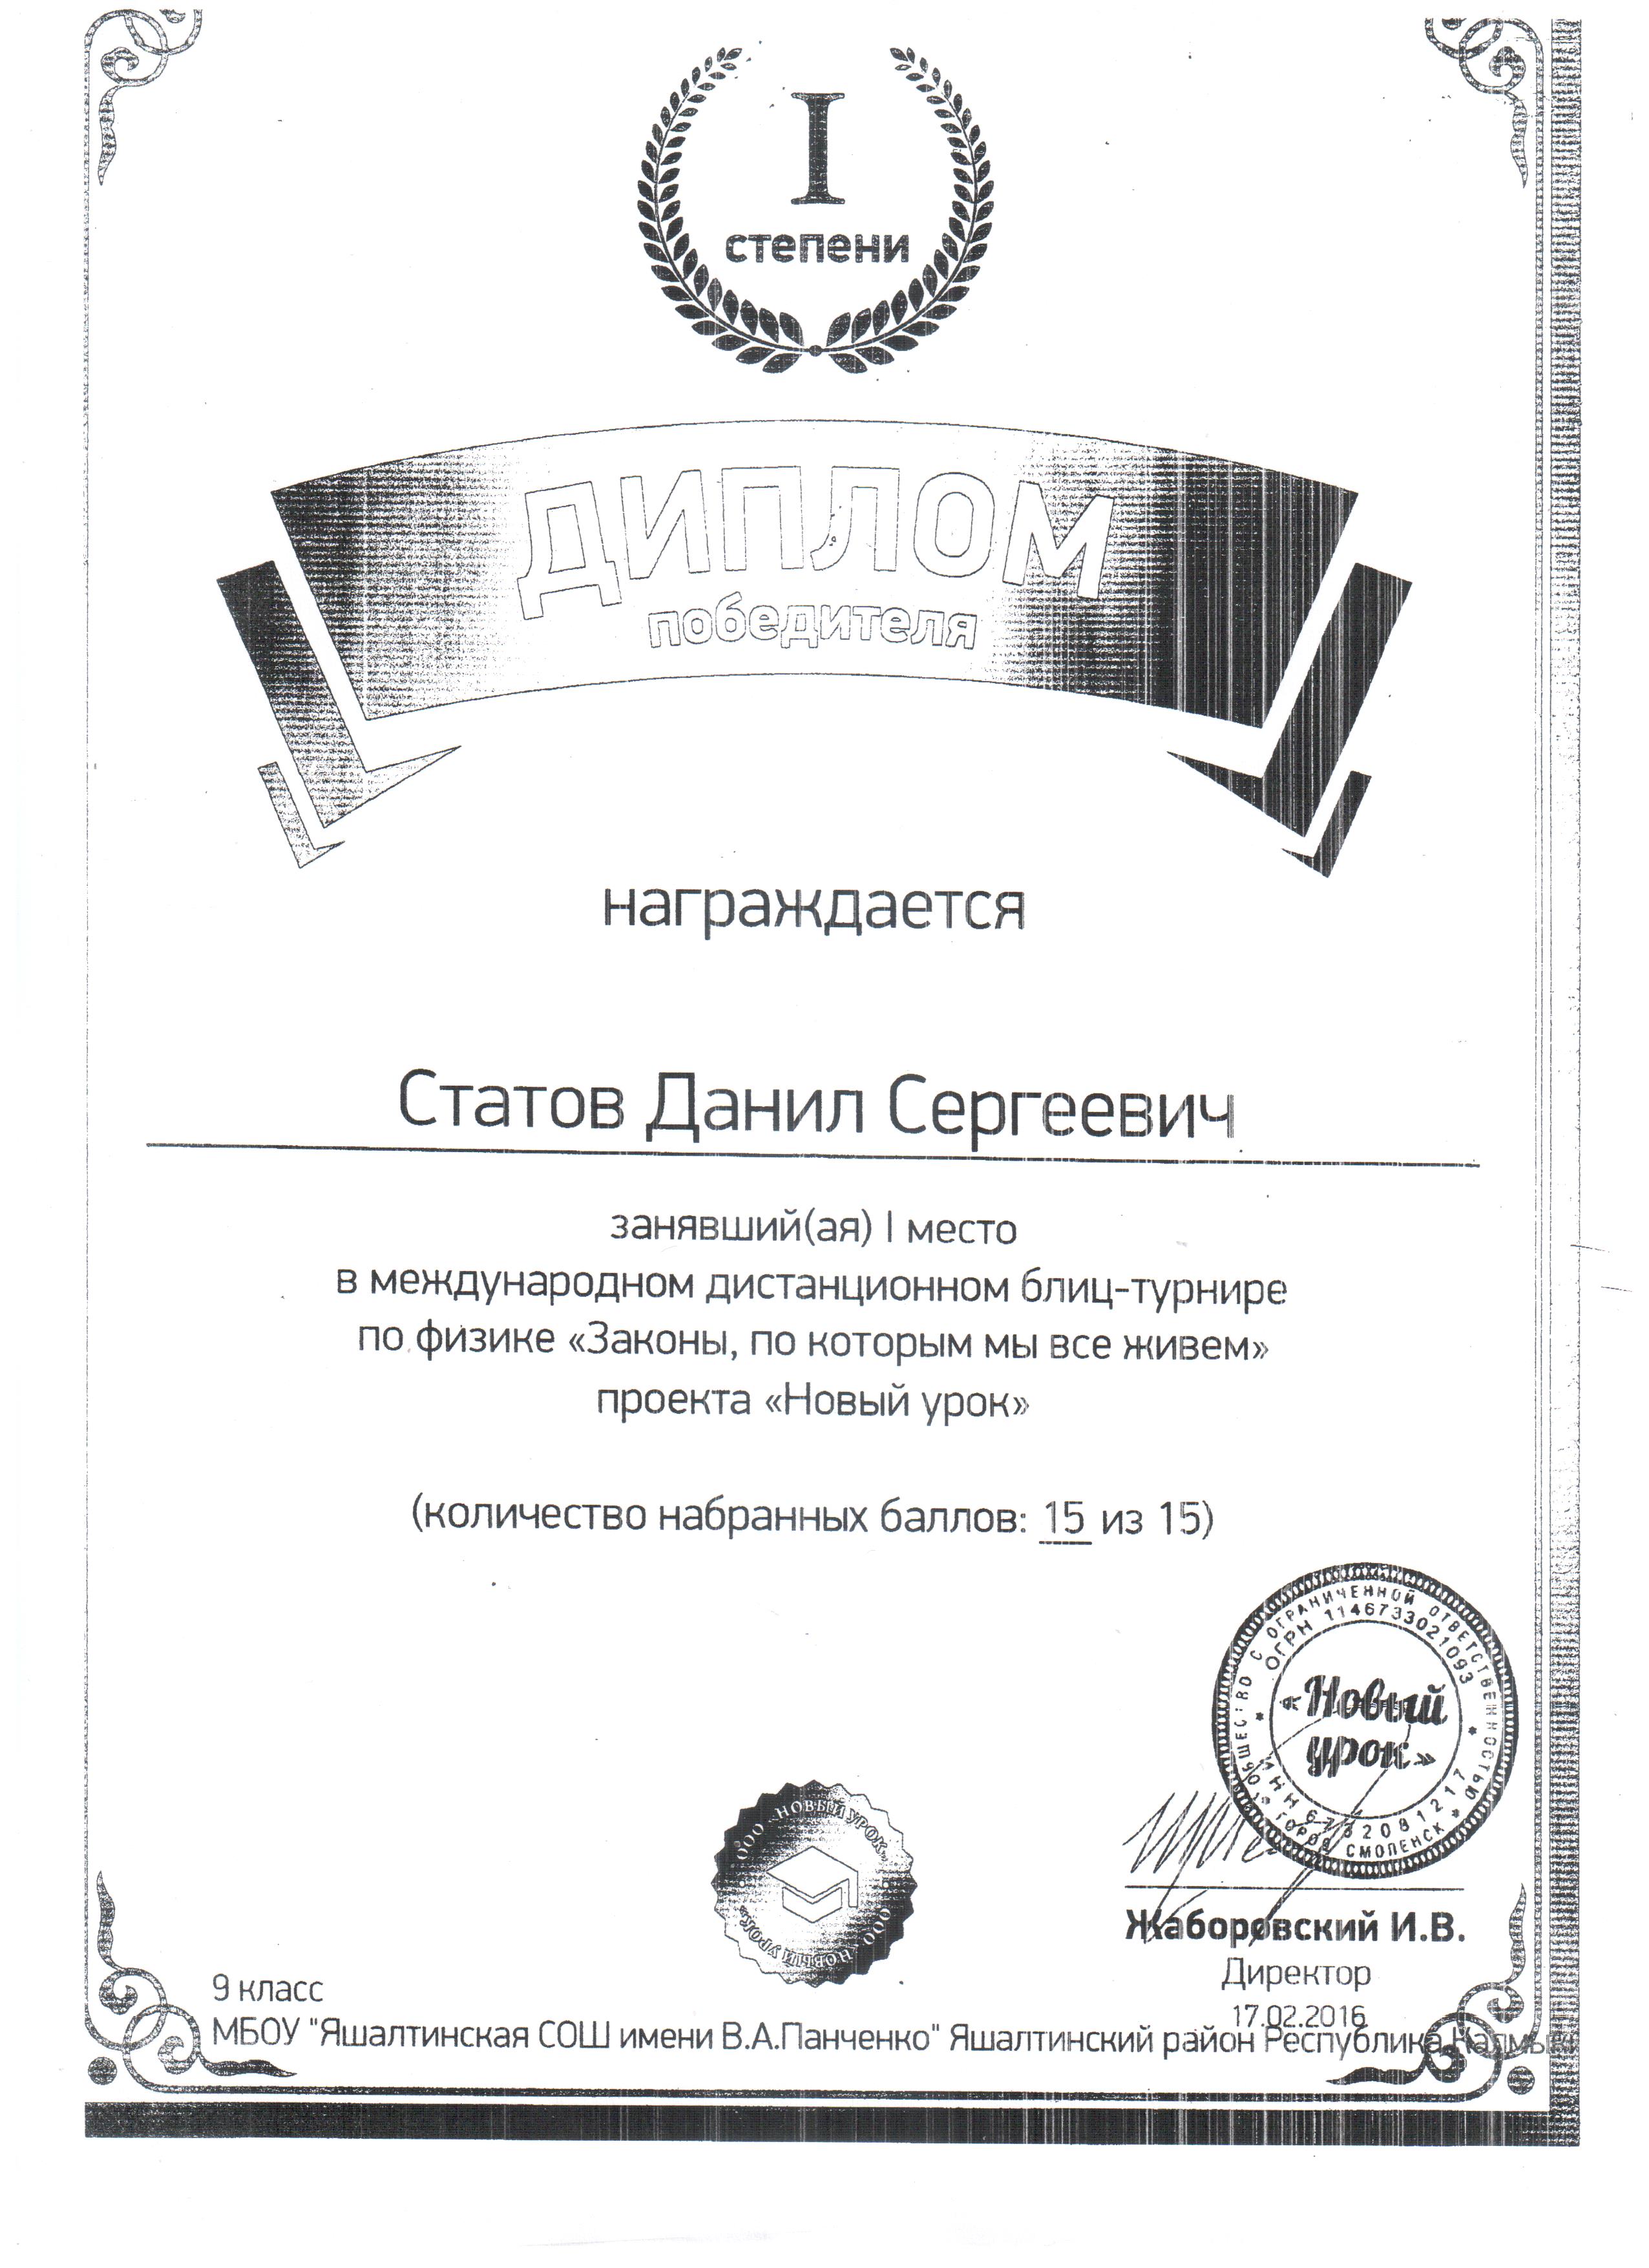 I
степени
ДИПЛОМ
победителя
награждается
Статов Данил Сергеевич
занявший(ая) I место
в международном дистанционном блиц-турнире
по физике «Законы, по которым мы все живем»
проекта «Новый урок»
(количество набранных баллов: 15 из 15)
ОБЩЕСТВО С ОГРАНИЧЕННОЙ ОТВЕТСТВЕННОСТЬЮ
ОГРН 1146733021093
«Новый
урок»
ИНН 6732081217
ГОРОД СМОЛЕНСК
ООО «НОВЫЙ УРОК»
ООО «НОВЫЙ УРОК»
Жаборовский И.В.
Директор
17.02.2016
9 класс
МБОУ "Яшалтинская СОШ имени В.А.Панченко" Яшалтинский район Республика